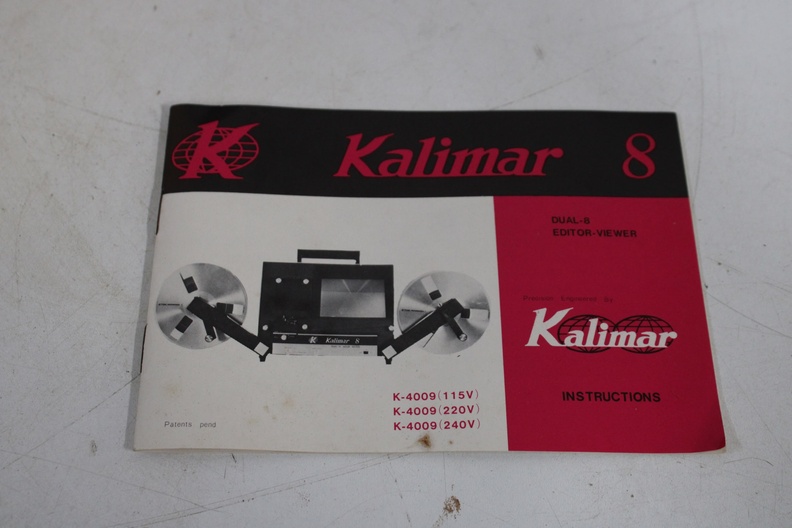 K
Kalimar 8
DUAL-8
EDITOR-VIEWER
Precision Engineered By
Kalimar
INSTRUCTIONS
K Kalimar 8
K-4009(115V)
K-4009(220V)
K-4009(240V)
Patents pend